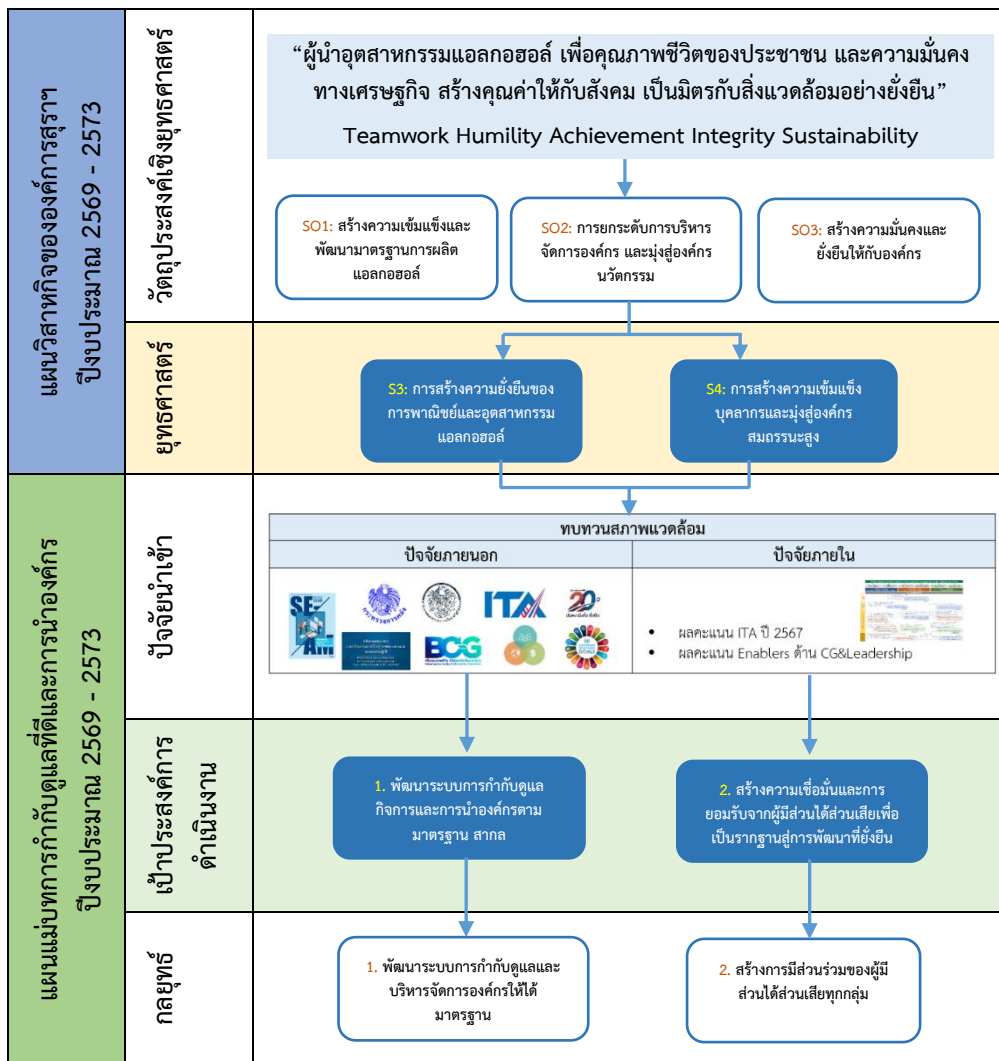 แผนวิสาหกิจขององค์การสุราฯ
ปีงบประมาณ 2569 - 2573
วัตถุประสงค์เชิงยุทธศาสตร์
“ผู้นำอุตสาหกรรมแอลกอฮอล์ เพื่อคุณภาพชีวิตของประชาชน และความมั่นคง
ทางเศรษฐกิจ สร้างคุณค่าให้กับสังคม เป็นมิตรกับสิ่งแวดล้อมอย่างยั่งยืน”
Teamwork Humility Achievement Integrity Sustainability
SO1: สร้างความเข้มแข็งและ
พัฒนามาตรฐานการผลิต
แอลกอฮอล์
SO2: การยกระดับการบริหาร
จัดการองค์กร และมุ่งสู่องค์กร
นวัตกรรม
SO3: สร้างความมั่นคงและ
ยั่งยืนให้กับองค์กร
ยุทธศาสตร์
S3: การสร้างความยั่งยืนของ
การพาณิชย์และอุตสาหกรรม
แอลกอฮอล์
S4: การสร้างความเข้มแข็ง
บุคลากรและมุ่งสู่องค์กร
สมถรรนะสูง
แผนแม่บทการกำกับดูแลที่ดีและการนำองค์กร
ปีงบประมาณ 2569 - 2573
ปัจจัยนำเข้า
ทบทวนสภาพแวดล้อม
ปัจจัยภายนอก
ปัจจัยภายใน
SE-
Am
กระทรวงการคลัง
ITA
20
BCG
GOALS
• ผลคะแนน ITA ปี 2567
• ผลคะแนน Enablers ด้าน CG&Leadership
เป้าประสงค์การ
ดำเนินงาน
1. พัฒนาระบบการกำกับดูแล
กิจการและการนำองค์กรตาม
มาตรฐาน สากล
2. สร้างความเชื่อมั่นและการ
ยอมรับจากผู้มีส่วนได้ส่วนเสียเพื่อ
เป็นรากฐานสู่การพัฒนาที่ยั่งยืน
กลยุทธ์
1. พัฒนาระบบการกำกับดูแลและ
บริหารจัดการองค์กรให้ได้
มาตรฐาน
2. สร้างการมีส่วนร่วมของผู้มี
ส่วนได้ส่วนเสียทุกกลุ่ม